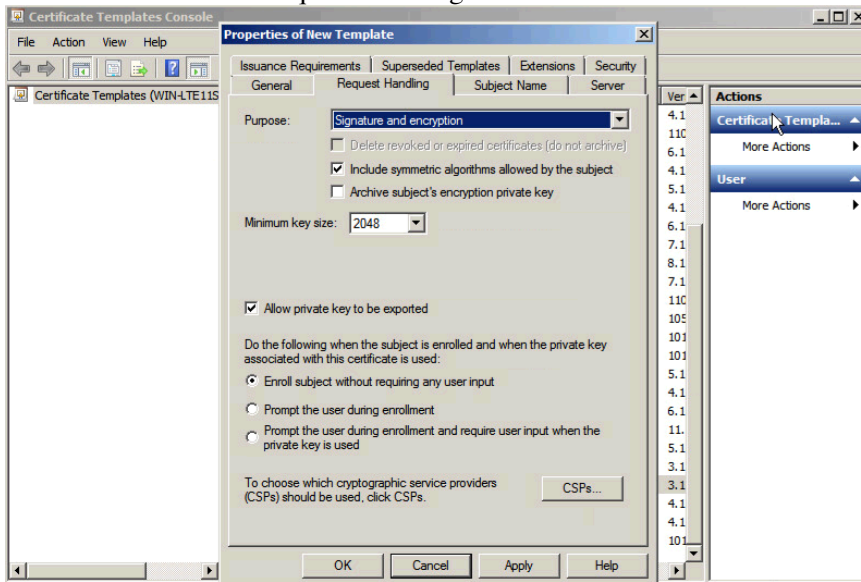 Certificate Templates Console
File Action View Help
Certificate Templates (WIN-LTE11S
Properties of New Template
Issuance Requirements Superseded Templates Extensions Security
General Request Handling Subject Name Server
Purpose: Signature and encryption
Delete revoked or expired certificates (do not archive)
Include symmetric algorithms allowed by the subject
Archive subject's encryption private key
Minimum key size: 2048
Allow private key to be exported
Do the following when the subject is enrolled and when the private key
associated with this certificate is used:
Enroll subject without requiring any user input
Prompt the user during enrollment
Prompt the user during enrollment and require user input when the
private key is used
To choose which cryptographic service providers
(CSPs) should be used, click CSPs.
CSPs...
OK Cancel Apply Help
Ver
4.1
110
6.1
4.1
5.1
4.1
6.1
7.1
8.1
7.1
110
105
101
101
5.1
4.1
6.1
11.
5.1
3.1
3.1
4.1
4.1
101
Actions
Certificate Templa...
More Actions
User
More Actions